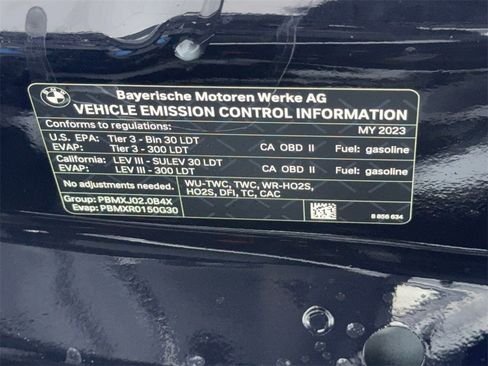 BMW
Bayerische Motoren Werke AG
VEHICLE EMISSION CONTROL INFORMATION
Conforms to regulations: MY 2023
U.S. EPA: Tier 3 - Bin 30 LDT
EVAP: Tier 3 - 300 LDT CA OBD II Fuel: gasoline
California: LEV III - SULEV 30 LDT
EVAP: LEV III - 300 LDT CA OBD II Fuel: gasoline
No adjustments needed. WU-TWC, TWC, WR-HO2S,
HO2S, DFI, TC, CAC
Group: PBMXJ02.0B4X
Evap: PBMXR0150G30